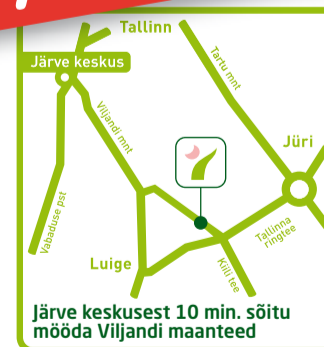 Tallinn
Järve keskus
Tartu mnt
Viljandi mnt
Jüri
Vabaduse pst
Tallinna
ringtee
Luige
Kiili tee
Järve keskusest 10 min. sõitu
mööda Viljandi maanteed